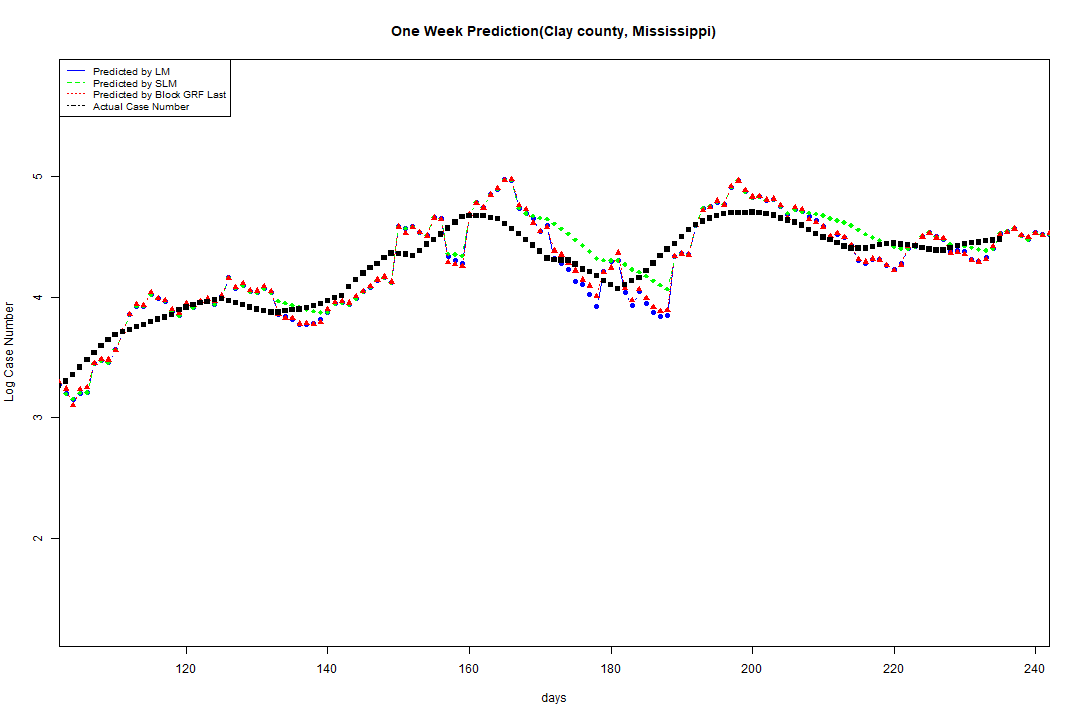 One Week Prediction(Clay county, Mississippi)
Predicted by LM
Predicted by SLM
Predicted by Block GRF Last
Actual Case Number
5
4
3
2
Log Case Number
120 140 160 180 200 220 240
days